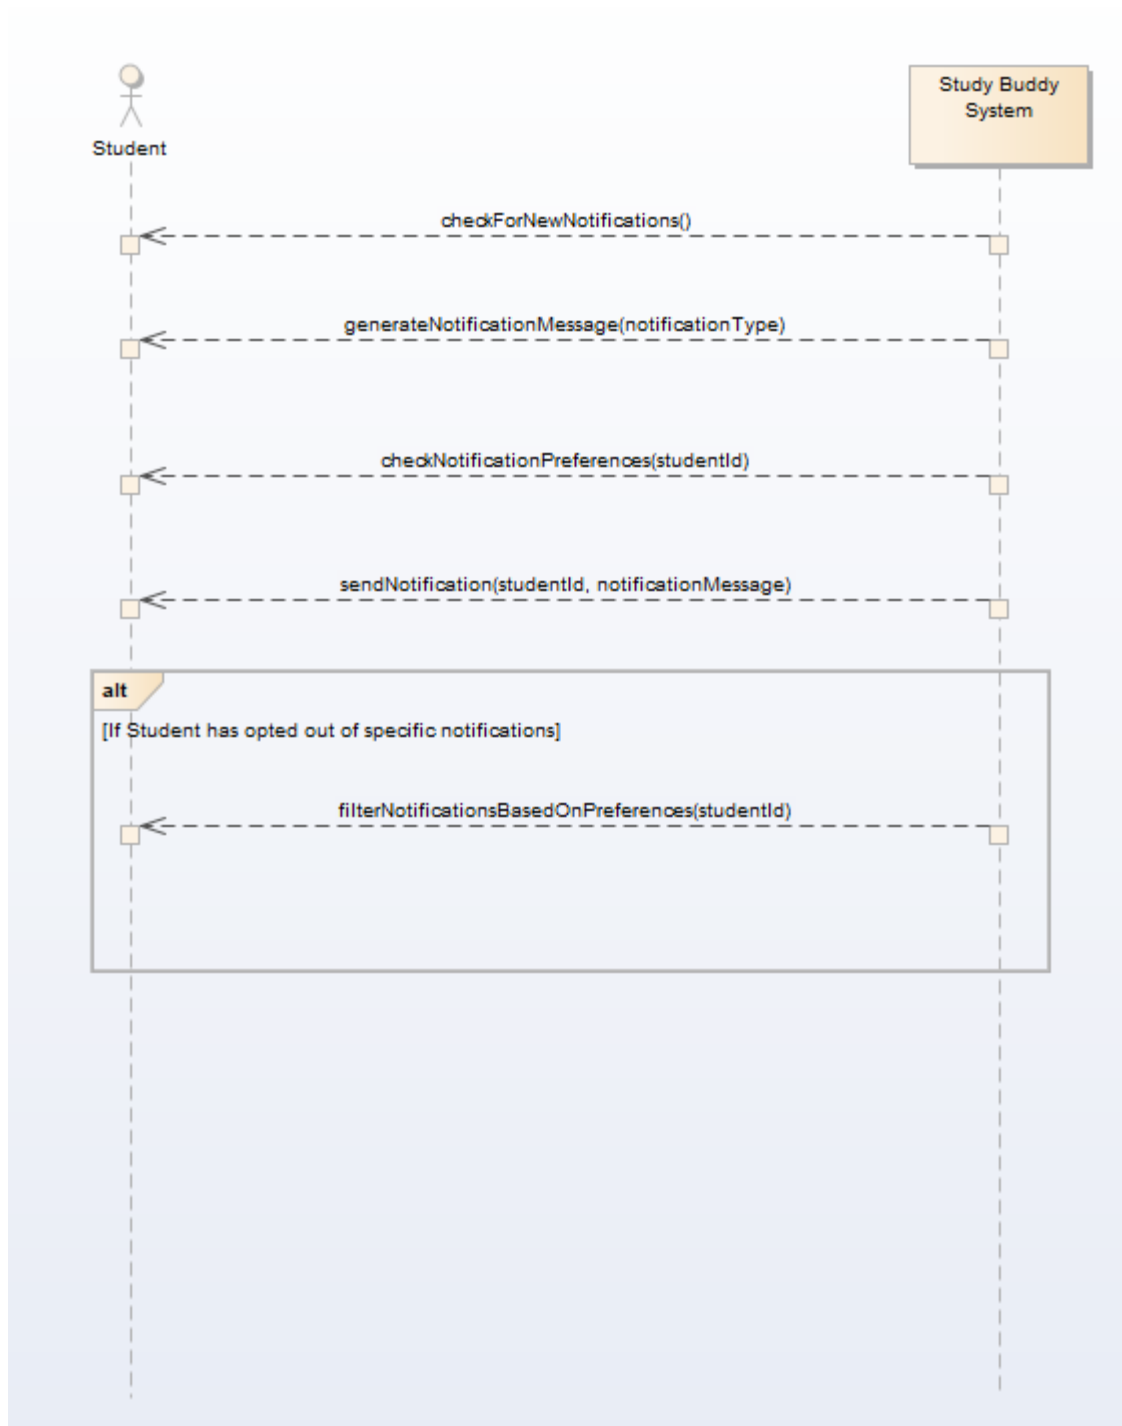 Study Buddy
System
Student
checkForNewNotifications()
generateNotificationMessage(notificationType)
checkNotificationPreferences(studentId)
sendNotification(studentId, notificationMessage)
alt
[If Student has opted out of specific notifications]
filterNotificationsBasedOnPreferences(studentId)